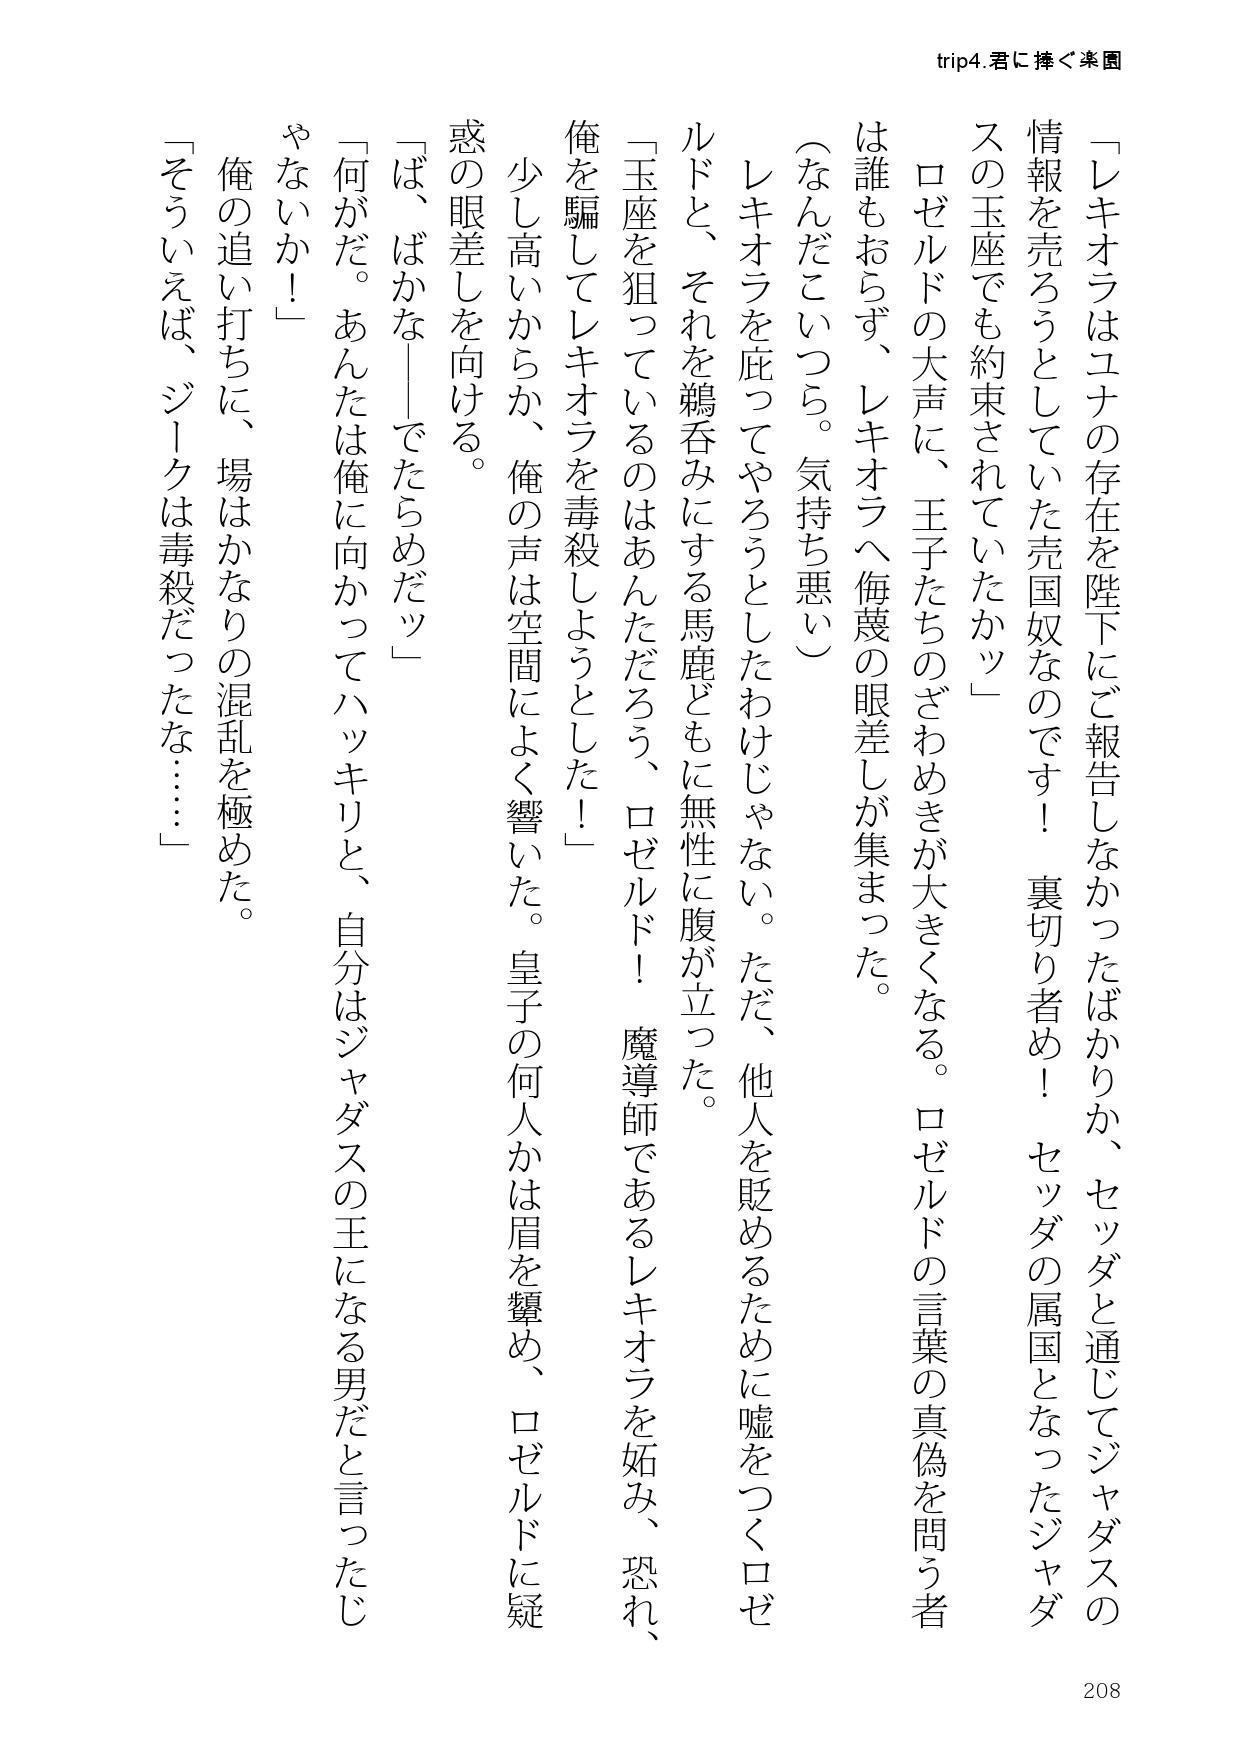 trip4.君に捧ぐ楽園
「レキオラはユナの存在を陛下にご報告しなかったばかりか、セッダと通じてジャダスの
情報を売ろうとしていた売国奴なのです！　裏切り者め！　セッダの属国となったジャダ
スの玉座でも約束されていたかッ」
　ロゼルドの大声に、王子たちのざわめきが大きくなる。ロゼルドの言葉の真偽を問う者
は誰もおらず、レキオラへ侮蔑の眼差しが集まった。
（なんだこいつら。気持ち悪い）
　レキオラを庇ってやろうとしたわけじゃない。ただ、他人を貶めるために嘘をつくロゼ
ルドと、それを鵜呑みにする馬鹿どもに無性に腹が立った。
「玉座を狙っているのはあんただろう、ロゼルド！　魔導師であるレキオラを妬み、恐れ、
俺を騙してレキオラを毒殺しようとした！」
　少し高いからか、俺の声は空間によく響いた。皇子の何人かは眉を顰め、ロゼルドに疑
惑の眼差しを向ける。
「ば、ばかな――でたらめだッ」
「何がだ。あんたは俺に向かってハッキリと、自分はジャダスの王になる男だと言ったじ
ゃないか！」
　俺の追い打ちに、場はかなりの混乱を極めた。
「そういえば、ジークは毒殺だったな……」
208